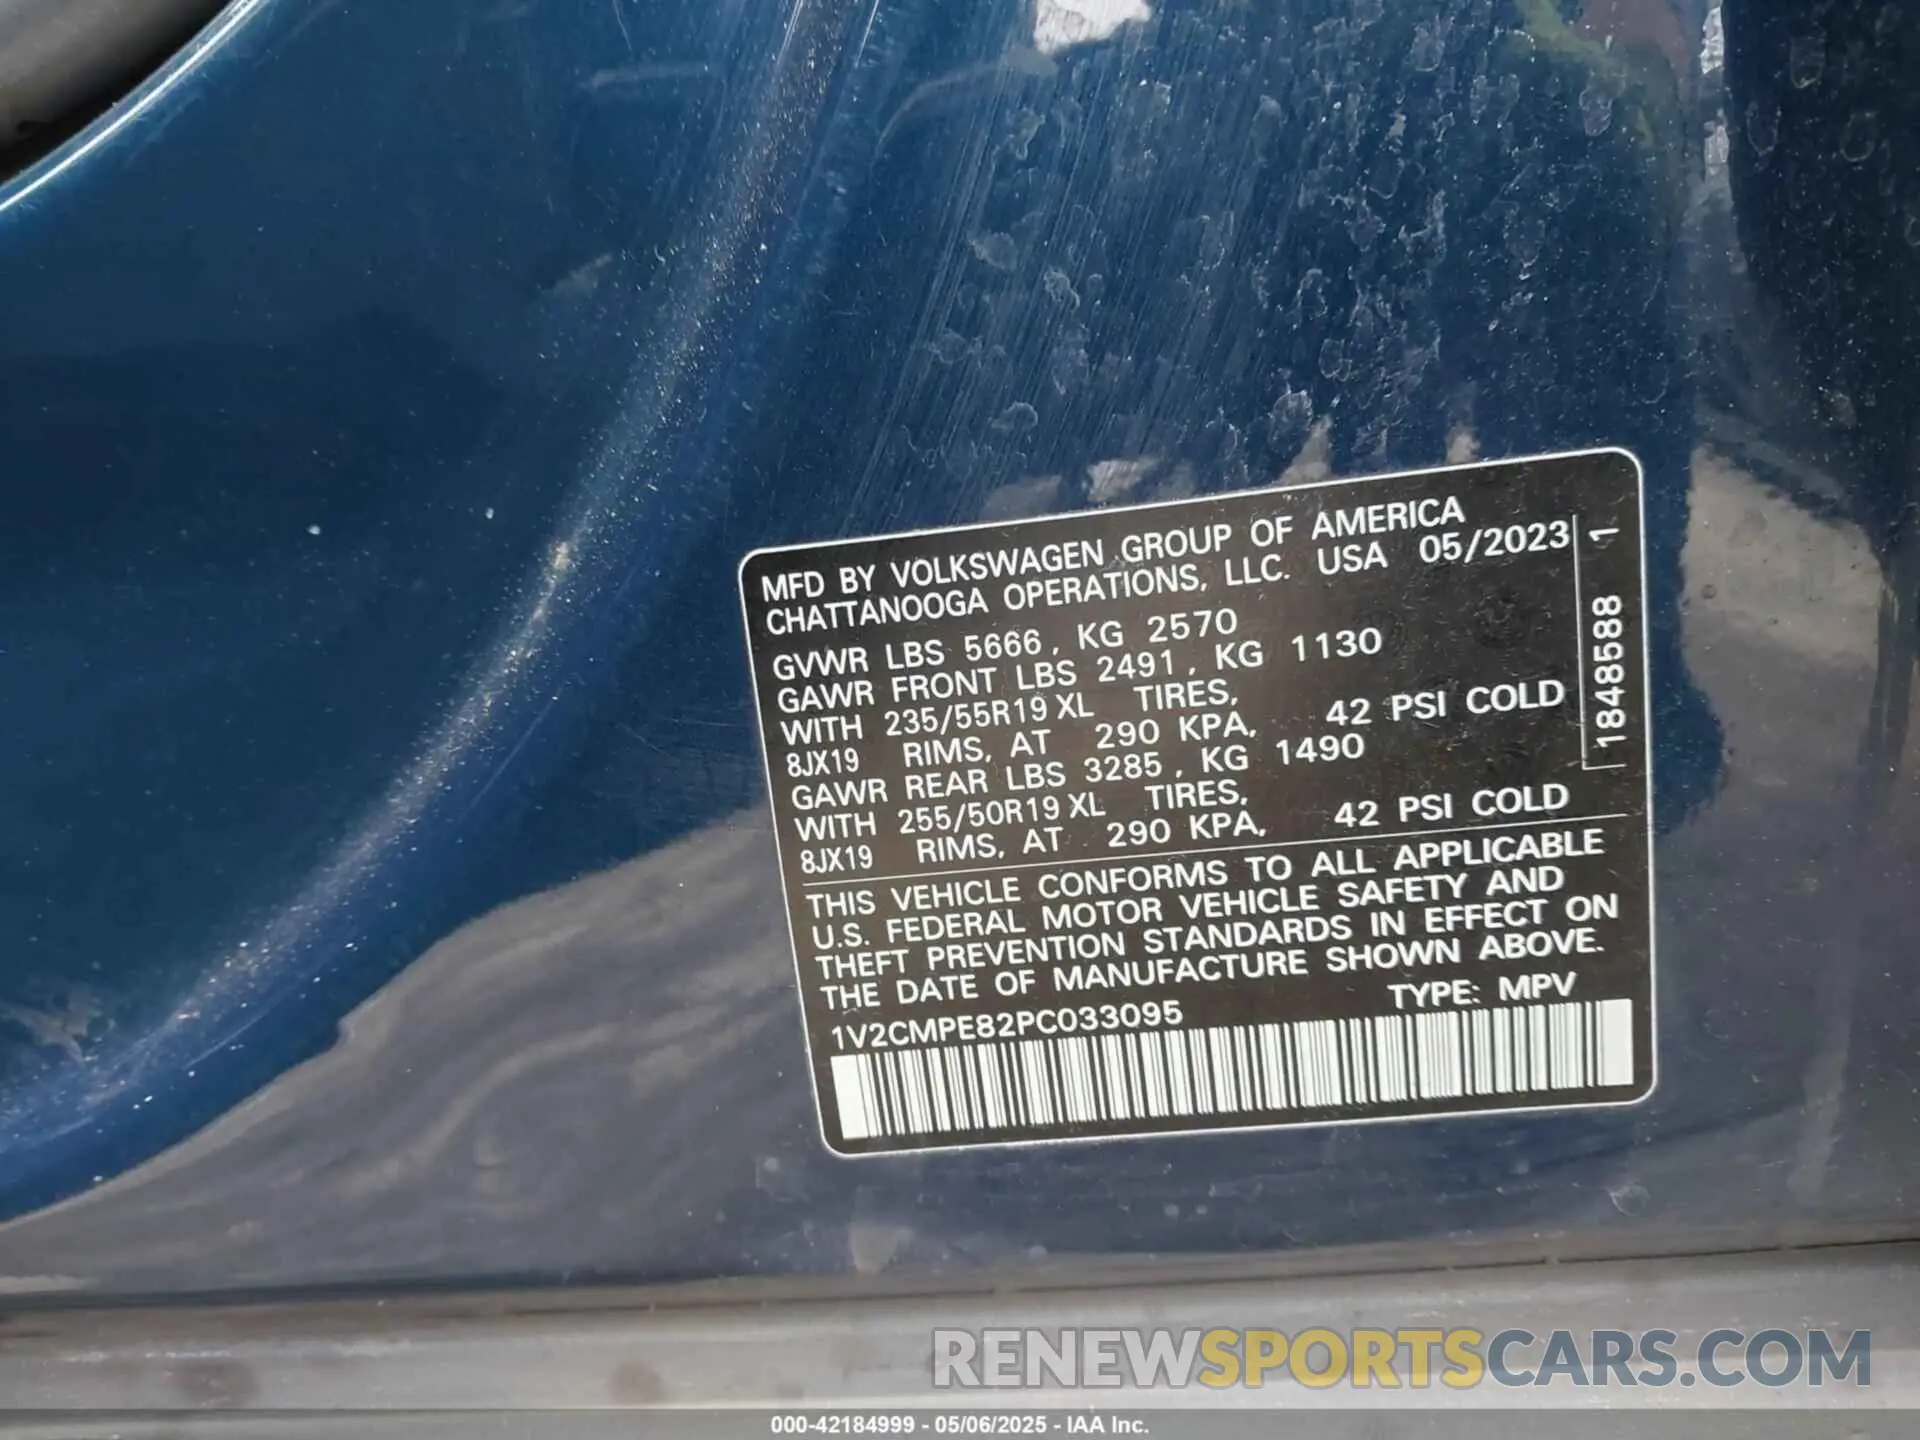 MFD BY VOLKSWAGEN GROUP OF AMERICA
CHATTANOOGA OPERATIONS, LLC. USA 05/2023
GVWR LBS 5666, KG 2570
GAWR FRONT LBS 2491, KG 1130
WITH 235/55R19 XL TIRES,
8JX19 RIMS, AT 290 KPA, 42 PSI COLD
GAWR REAR LBS 3285, KG 1490
WITH 255/50R19 XL TIRES,
8JX19 RIMS, AT 290 KPA, 42 PSI COLD
THIS VEHICLE CONFORMS TO ALL APPLICABLE
U.S. FEDERAL MOTOR VEHICLE SAFETY AND
THEFT PREVENTION STANDARDS IN EFFECT ON
THE DATE OF MANUFACTURE SHOWN ABOVE.
1V2CMPE82PC033095 TYPE: MPV
1848588 1
RENEWSPORTSCARS.COM
000-42184999 - 05/06/2025 - IAA Inc.